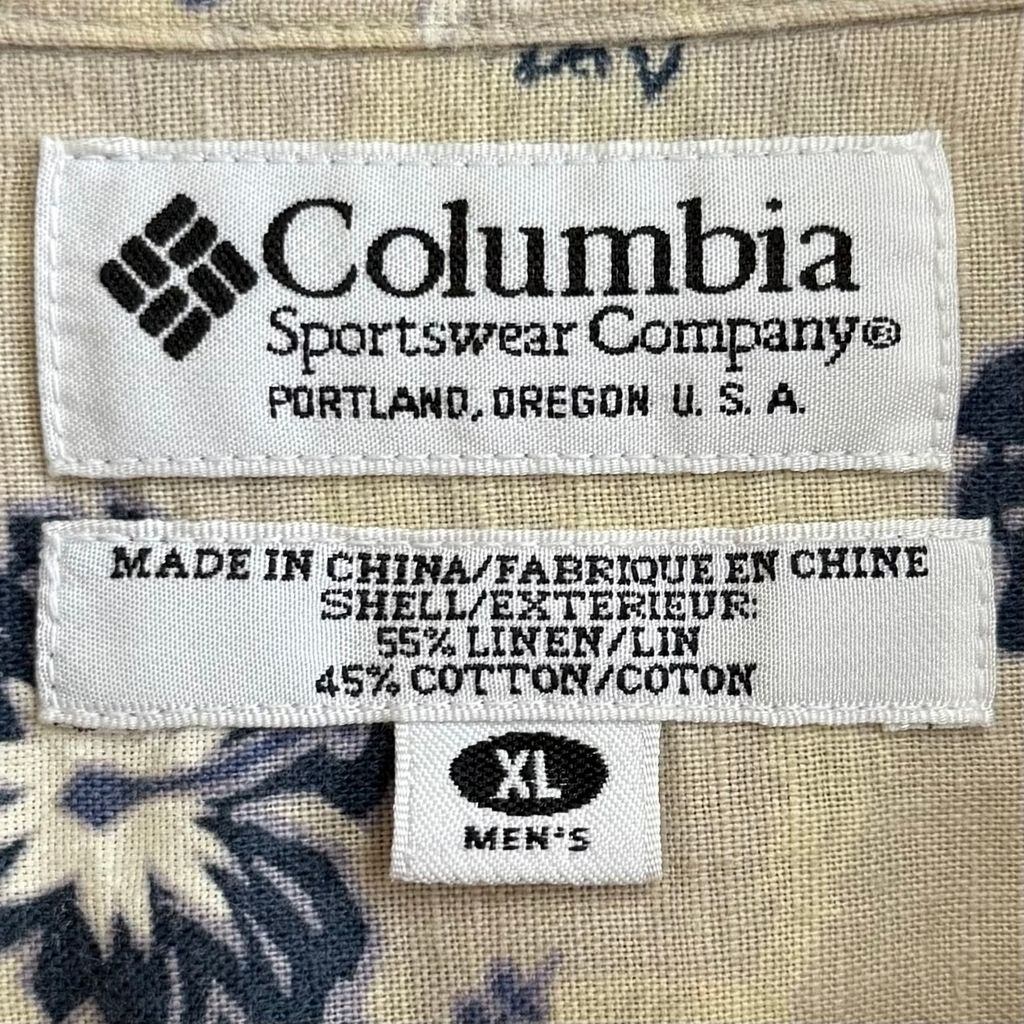 Columbia
Sportswear Company®
PORTLAND, OREGON U. S. A.
MADE IN CHINA/FABRIQUE EN CHINE
SHELL/EXTERIEUR:
55% LINEN/LIN
45% COTTON/COTON
XL
MEN'S